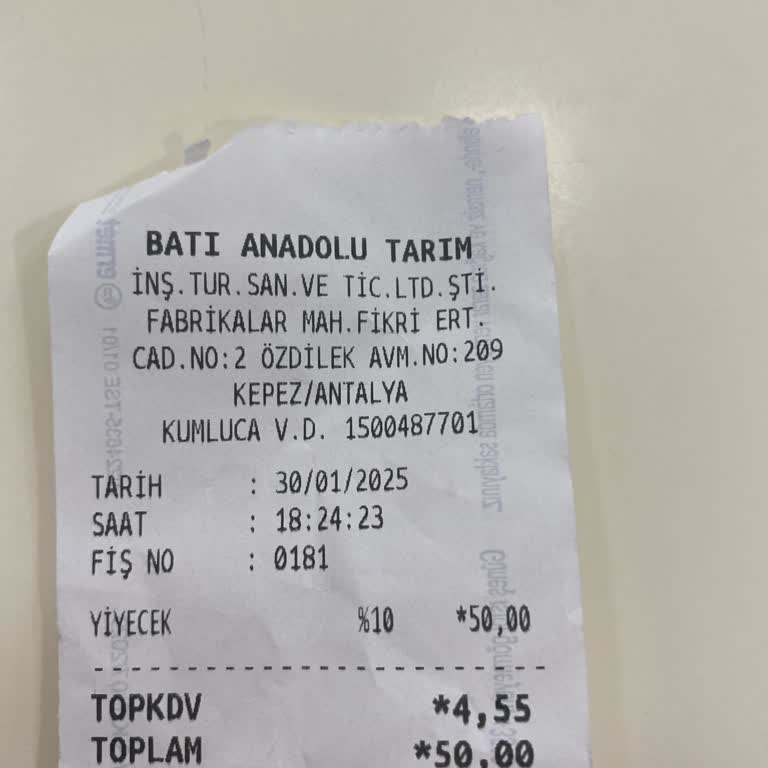 BATI ANADOLU TARIM
İNŞ.TUR.SAN.VE TİC.LTD.ŞTİ.
FABRİKALAR MAH.FİKRİ ERT.
CAD.NO:2 ÖZDİLEK AVM.NO:209
KEPEZ/ANTALYA
KUMLUCA V.D. 1500487701
TARİH : 30/01/2025
SAAT : 18:24:23
FİŞ NO : 0181
YİYECEK %10 *50,00
TOPKDV *4,55
TOPLAM *50,00